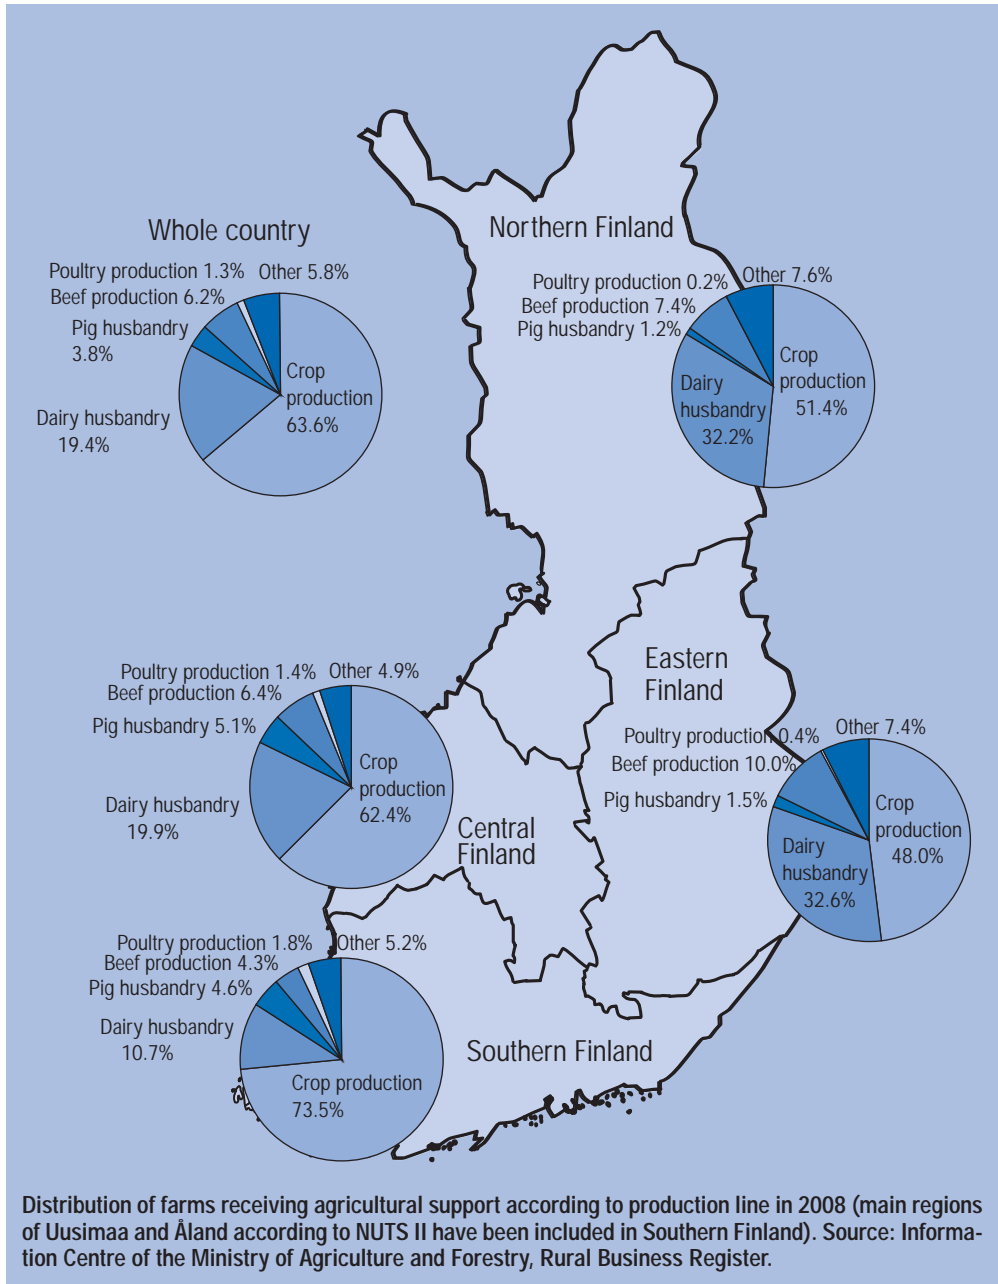 Whole country
Poultry production 1.3%
Other 5.8%
Beef production 6.2%
Pig husbandry
3.8%
Dairy husbandry
19.4%
Crop
production
63.6%
Northern Finland
Poultry production 0.2%
Other 7.6%
Beef production 7.4%
Pig husbandry 1.2%
Dairy
husbandry
32.2%
Crop
production
51.4%
Eastern
Finland
Poultry production 0.4%
Other 7.4%
Beef production 10.0%
Pig husbandry 1.5%
Dairy
husbandry
32.6%
Crop
production
48.0%
Poultry production 1.4%
Other 4.9%
Beef production 6.4%
Pig husbandry 5.1%
Dairy husbandry
19.9%
Crop
production
62.4%
Central
Finland
Poultry production 1.8%
Other 5.2%
Beef production 4.3%
Pig husbandry 4.6%
Dairy husbandry
10.7%
Crop production
73.5%
Southern Finland
Distribution of farms receiving agricultural support according to production line in 2008 (main regions
of Uusimaa and Åland according to NUTS II have been included in Southern Finland). Source: Informa-
tion Centre of the Ministry of Agriculture and Forestry, Rural Business Register.